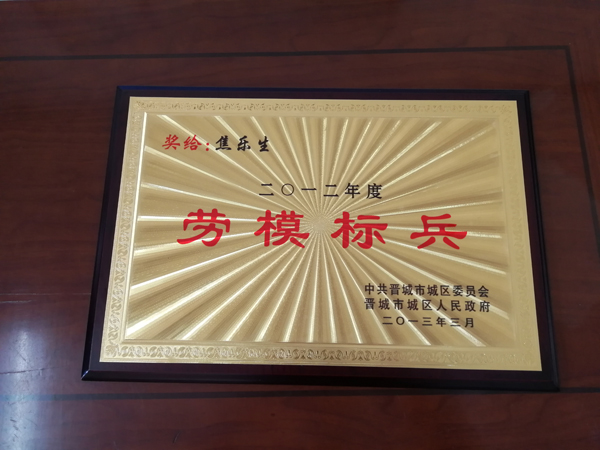 奖给：焦乐生
二〇一二年度
劳模标兵
中共晋城市城区委员会
晋城市城区人民政府
二〇一三年三月